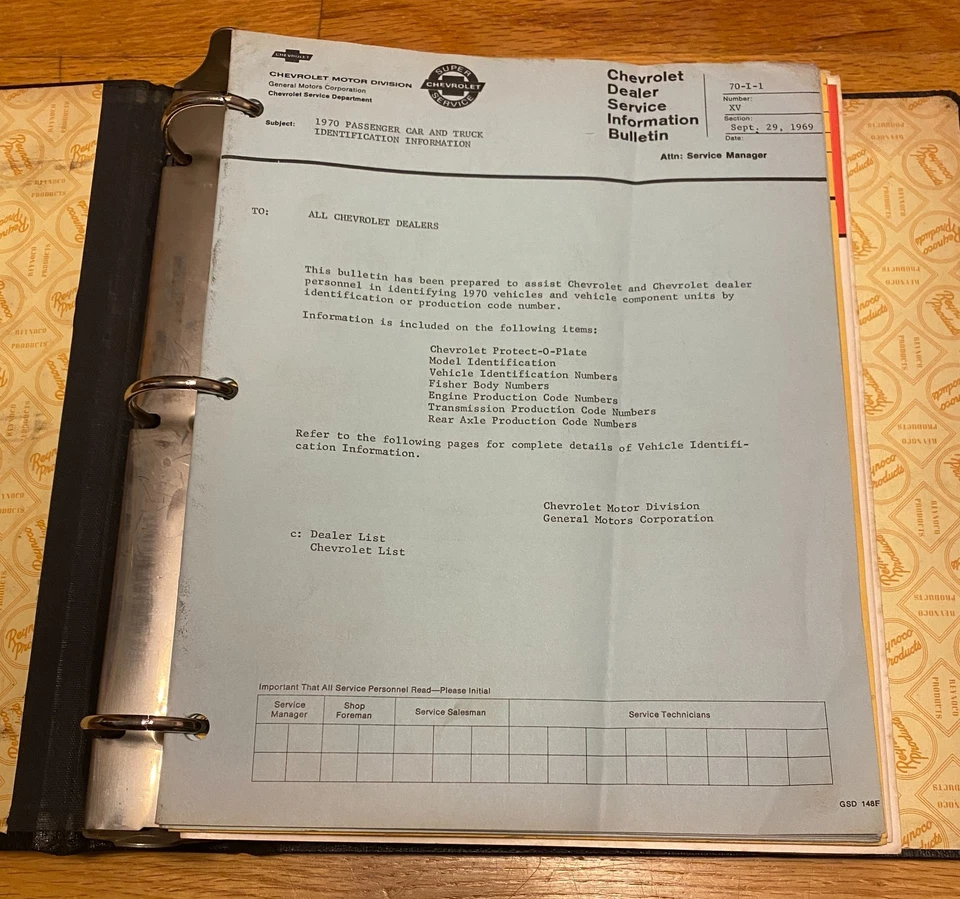 CHEVROLET
CHEVROLET MOTOR DIVISION
General Motors Corporation
Chevrolet Service Department
SUPER
CHEVROLET
SERVICE
Chevrolet
Dealer
Service
Information
Bulletin
70-I-1
Number:
XV
Section:
Sept. 29, 1969
Date:
Subject: 1970 PASSENGER CAR AND TRUCK
IDENTIFICATION INFORMATION
Attn: Service Manager
TO: ALL CHEVROLET DEALERS
This bulletin has been prepared to assist Chevrolet and Chevrolet dealer
personnel in identifying 1970 vehicles and vehicle component units by
identification or production code number.
Information is included on the following items:
Chevrolet Protect-O-Plate
Model Identification
Vehicle Identification Numbers
Fisher Body Numbers
Engine Production Code Numbers
Transmission Production Code Numbers
Rear Axle Production Code Numbers
Refer to the following pages for complete details of Vehicle Identifi-
cation Information.
Chevrolet Motor Division
General Motors Corporation
c: Dealer List
Chevrolet List
Important That All Service Personnel Read—Please Initial
Service
Manager
Shop
Foreman
Service Salesman
Service Technicians
GSD 148F
REYNOCO
PRODUCTS
Reynoco
Products